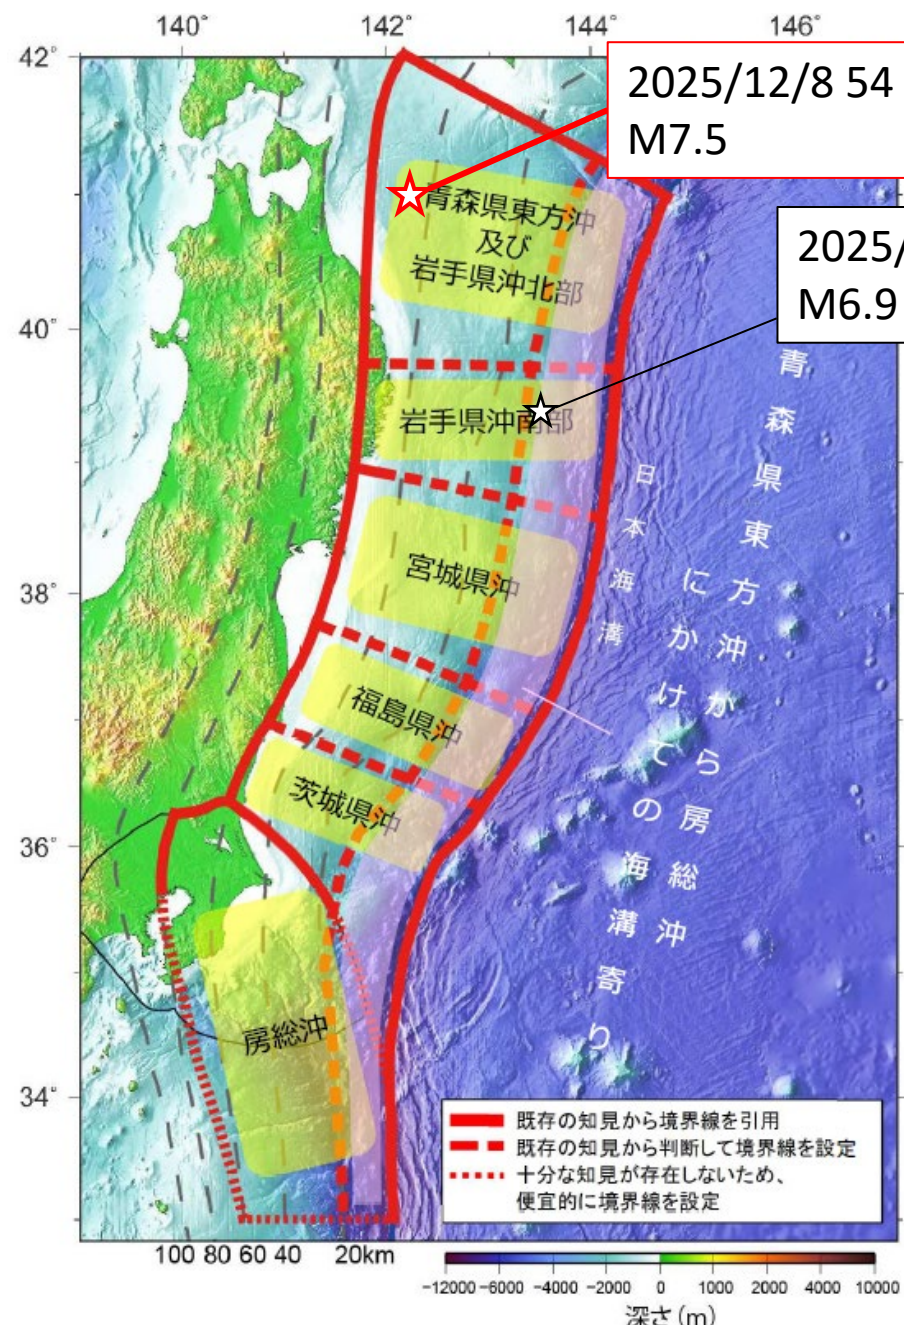 140°
142°
144°
146°
42°
40°
38°
36°
34°
2025/12/8 54
M7.5
2025/
M6.9
青森県東方沖
及び
岩手県沖北部
岩手県沖南部
宮城県沖
福島県沖
茨城県沖
房総沖
日本海溝
青森県東方沖から房総沖
にかけての海溝寄り
既存の知見から境界線を引用
既存の知見から判断して境界線を設定
十分な知見が存在しないため、
便宜的に境界線を設定
100 80 60 40 20km
-12000 -6000 -4000 -2000 0 1000 2000 4000 10000
深さ(m)